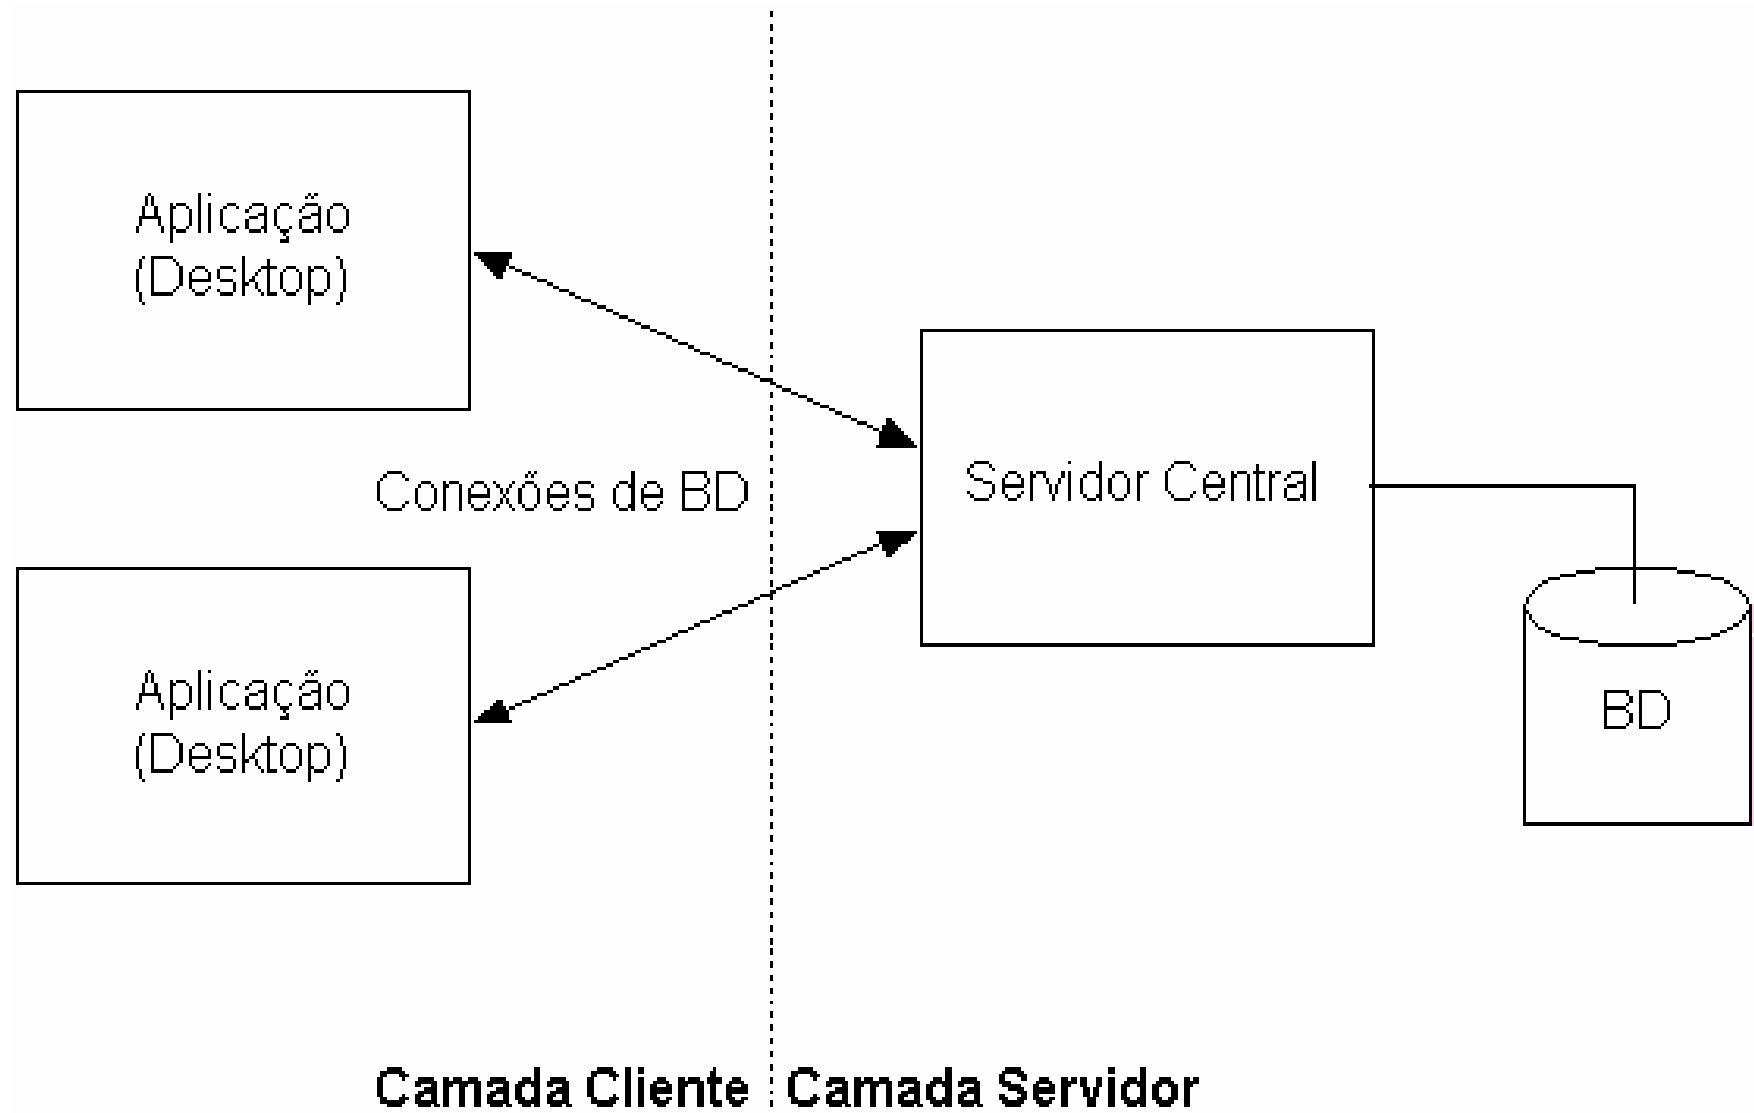 Aplicação
(Desktop)
Conexões de BD
Servidor Central
Aplicação
(Desktop)
BD
Camada Cliente
Camada Servidor